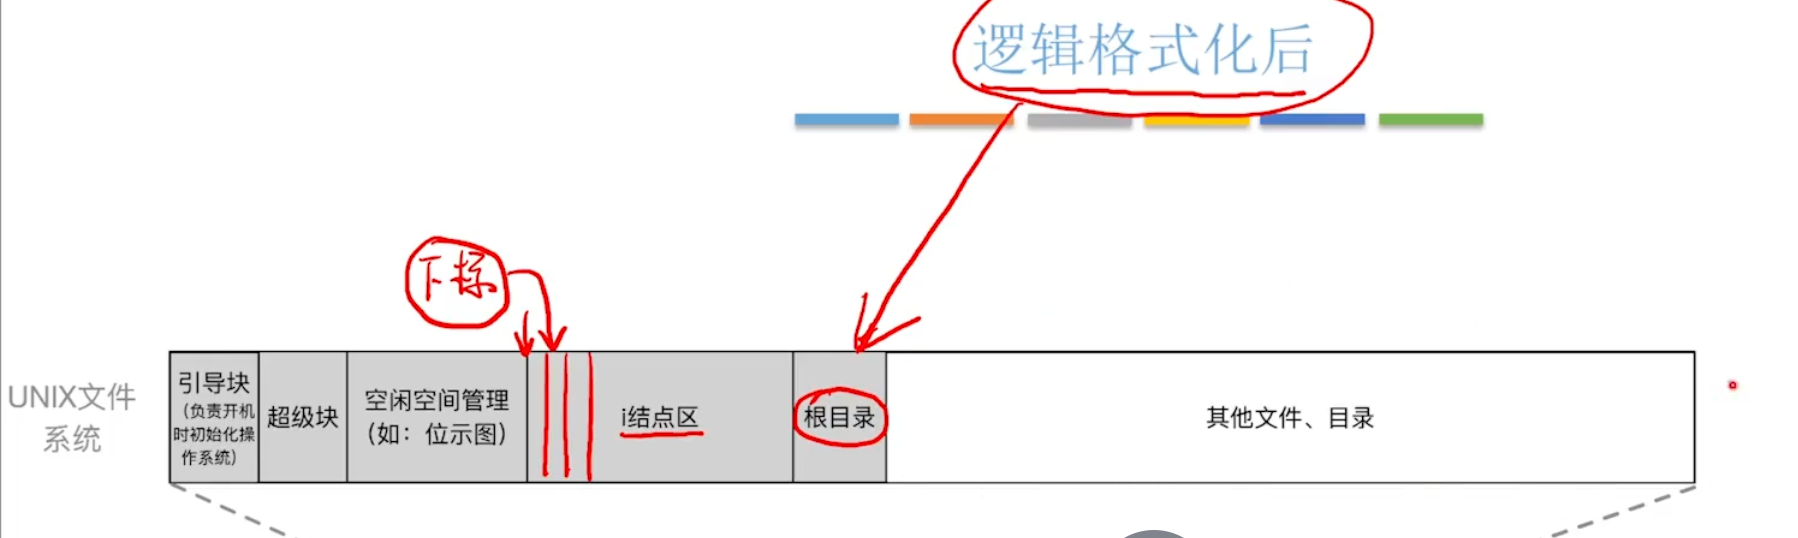 逻辑格式化后
下标
UNIX文件
系统
引导块
（负责开机
时初始化操
作系统）
超级块
空闲空间管理
（如：位示图）
i结点区
根目录
其他文件、目录